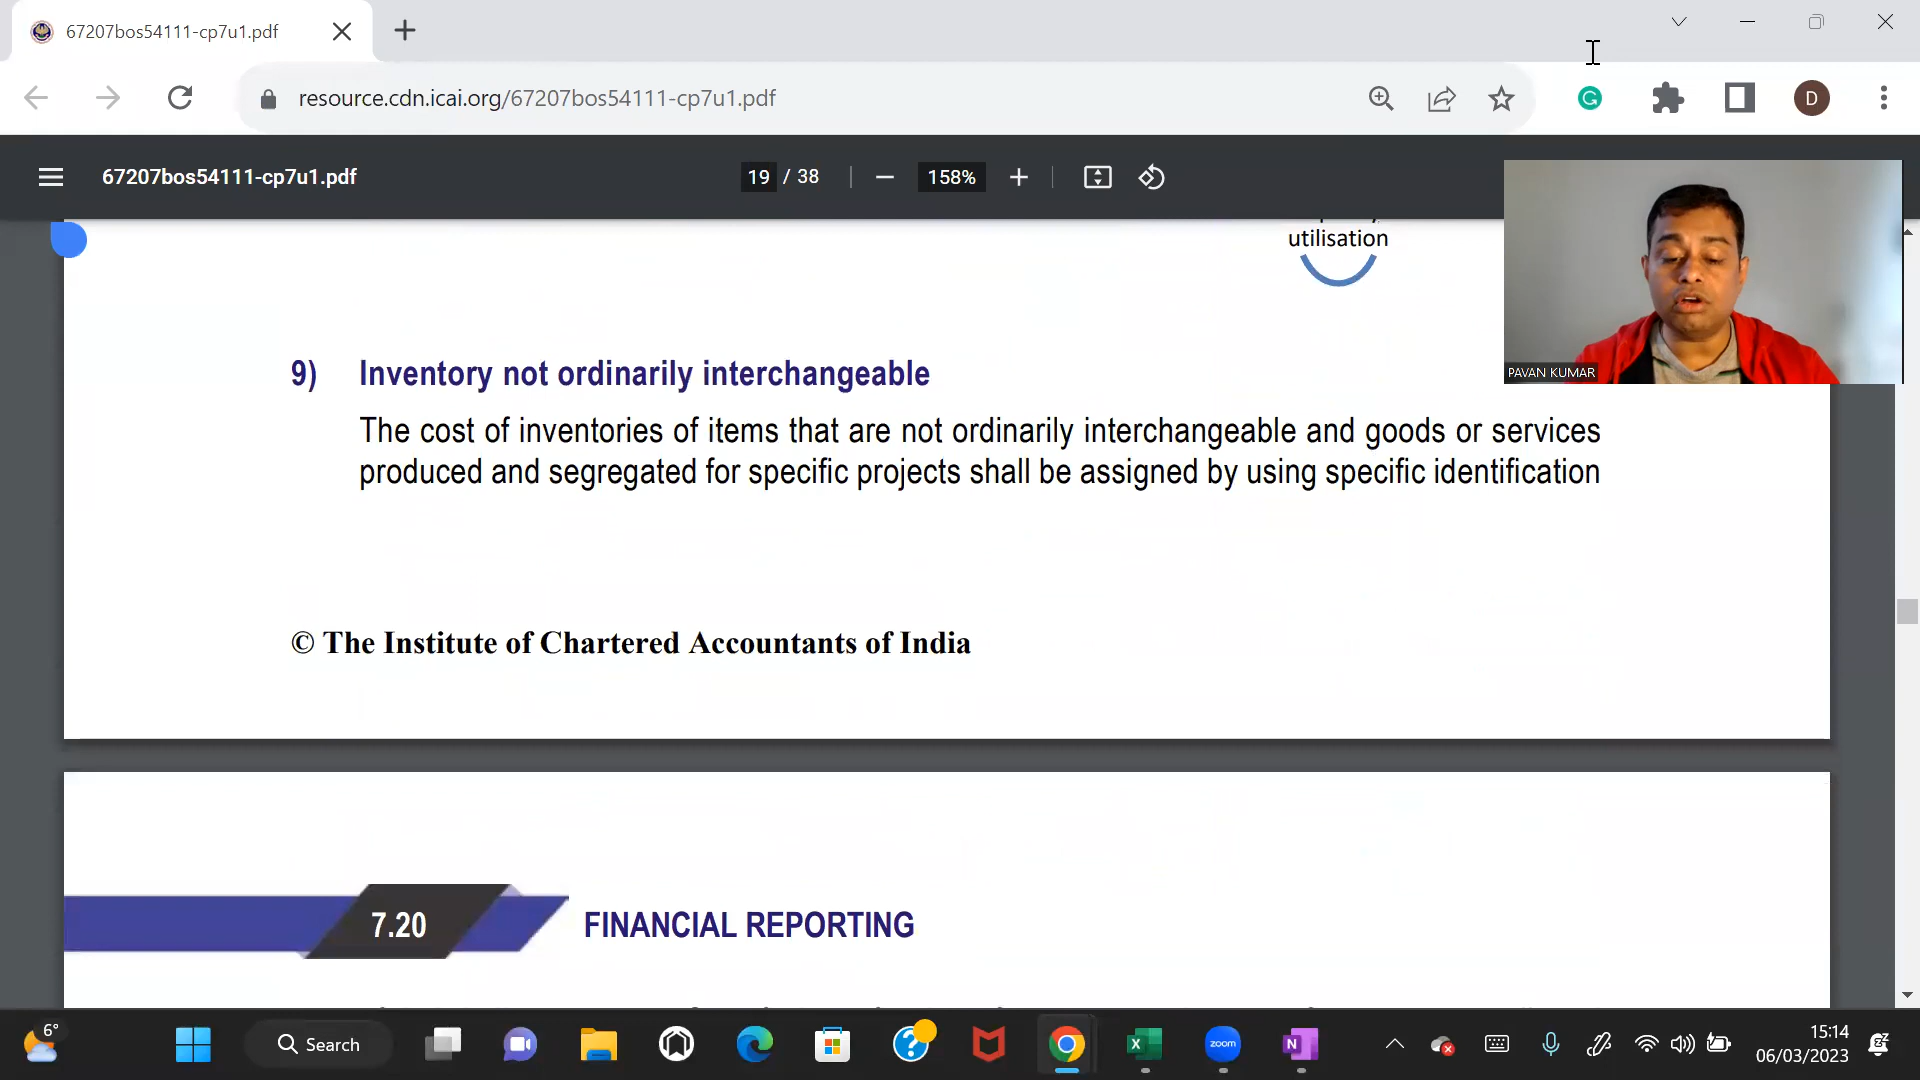 67207bos54111-cp7u1.pdf
resource.cdn.icai.org/67207bos54111-cp7u1.pdf
D
67207bos54111-cp7u1.pdf
19 / 38
158%
utilisation
PAVAN KUMAR
9) Inventory not ordinarily interchangeable
The cost of inventories of items that are not ordinarily interchangeable and goods or services
produced and segregated for specific projects shall be assigned by using specific identification
© The Institute of Chartered Accountants of India
7.20 FINANCIAL REPORTING
6°
Search
zoom
15:14
06/03/2023